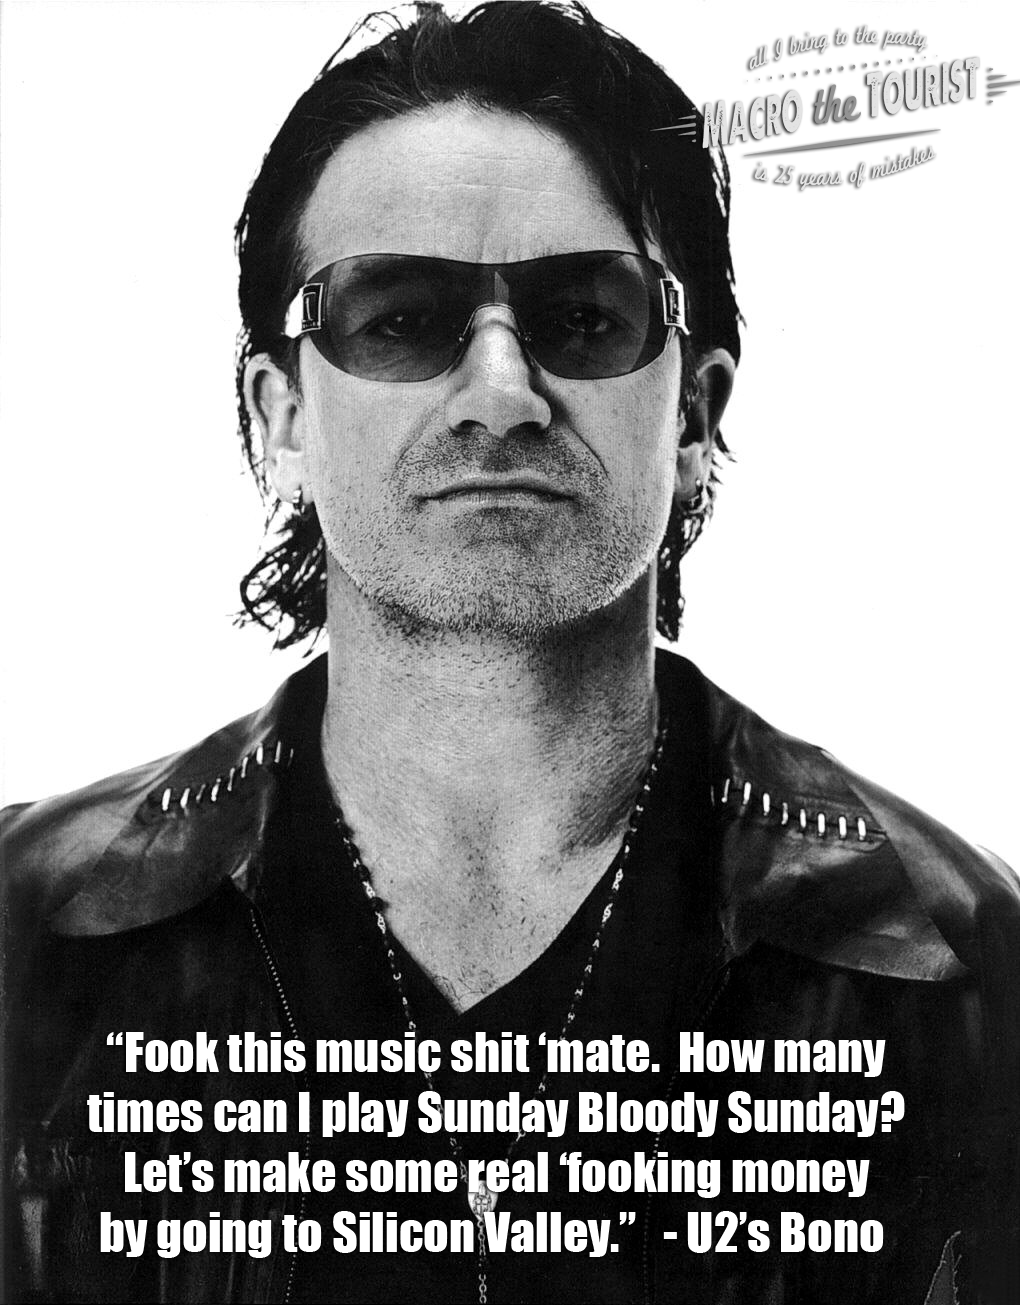 all I bring to the party,
MACRO the TOURIST
is 25 years of mistakes
“Fook this music shit ‘mate.  How many
times can I play Sunday Bloody Sunday?
Let’s make some real ‘fooking money
by going to Silicon Valley.”   - U2’s Bono